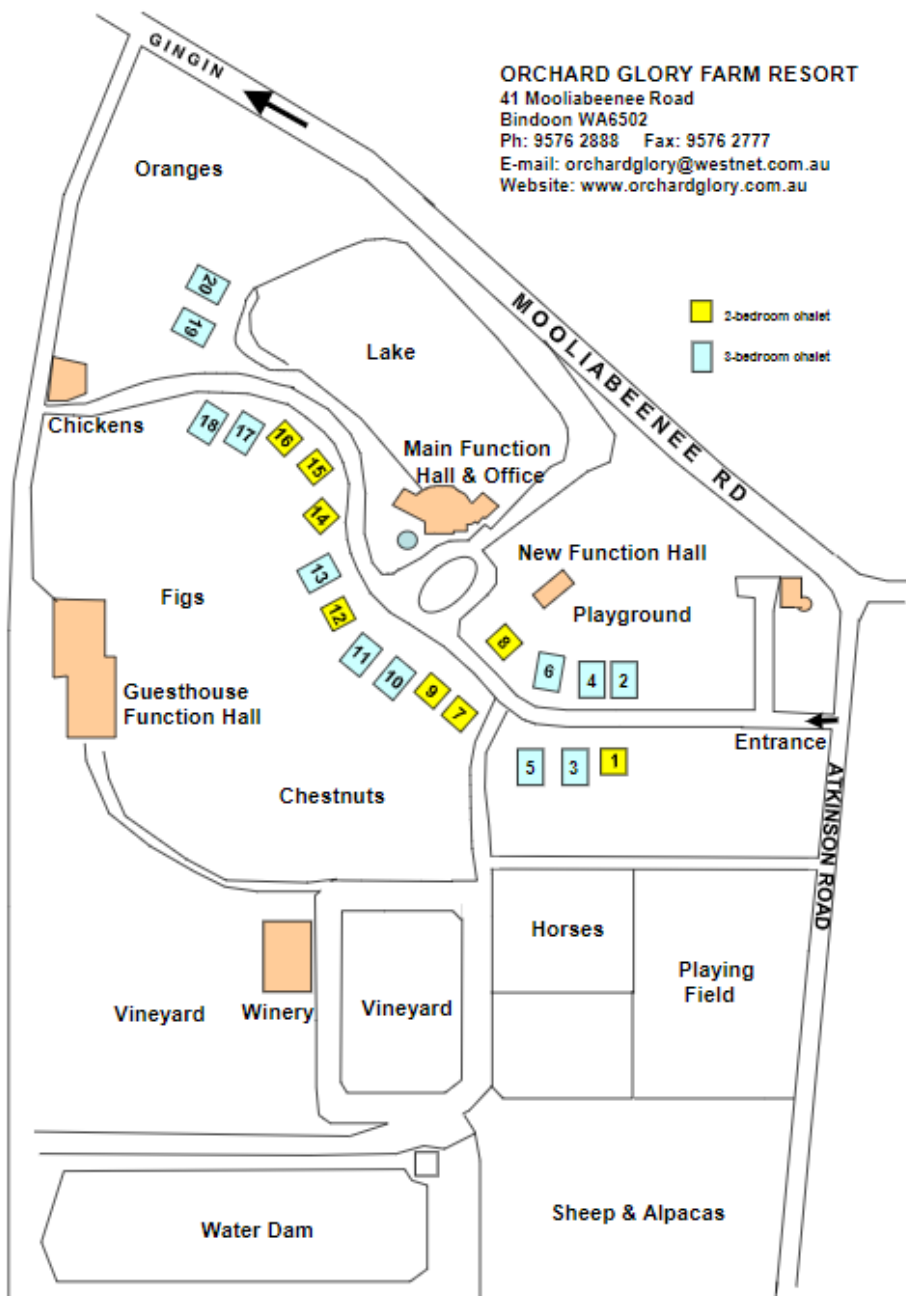 GINGIN
ORCHARD GLORY FARM RESORT
41 Mooliabeenee Road
Bindoon WA6502
Ph: 9576 2888 Fax: 9576 2777
E-mail: orchardglory@westnet.com.au
Website: www.orchardglory.com.au
Oranges
20
19
MOOLIABEENEE RD
2-bedroom chalet
3-bedroom chalet
Lake
Chickens
18
17
16
15
14
13
12
11
10
9
7
Main Function
Hall & Office
New Function Hall
Playground
8
6
4
2
Figs
Guesthouse
Function Hall
Entrance
5
3
1
ATKINSON ROAD
Chestnuts
Horses
Playing
Field
Vineyard
Winery
Vineyard
Water Dam
Sheep & Alpacas